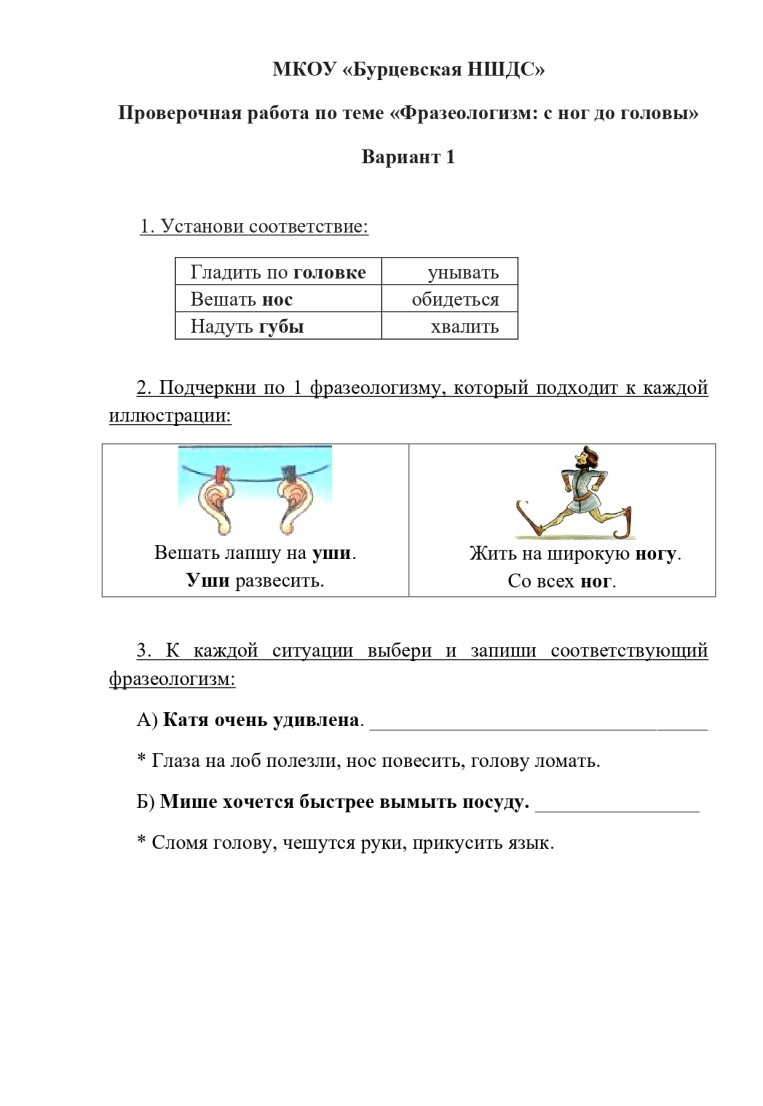 МКОУ «Бурцевская НШДС»
Проверочная работа по теме «Фразеологизм: с ног до головы»
Вариант 1
1. Установи соответствие:
Гладить по головке унывать
Вешать нос обидеться
Надуть губы хвалить
2. Подчеркни по 1 фразеологизму, который подходит к каждой
иллюстрации:
Вешать лапшу на уши.
Уши развесить.
Жить на широкую ногу.
Со всех ног.
3. К каждой ситуации выбери и запиши соответствующий
фразеологизм:
А) Катя очень удивлена. __________________________________
* Глаза на лоб полезли, нос повесить, голову ломать.
Б) Мише хочется быстрее вымыть посуду. ________________
* Сломя голову, чешутся руки, прикусить язык.